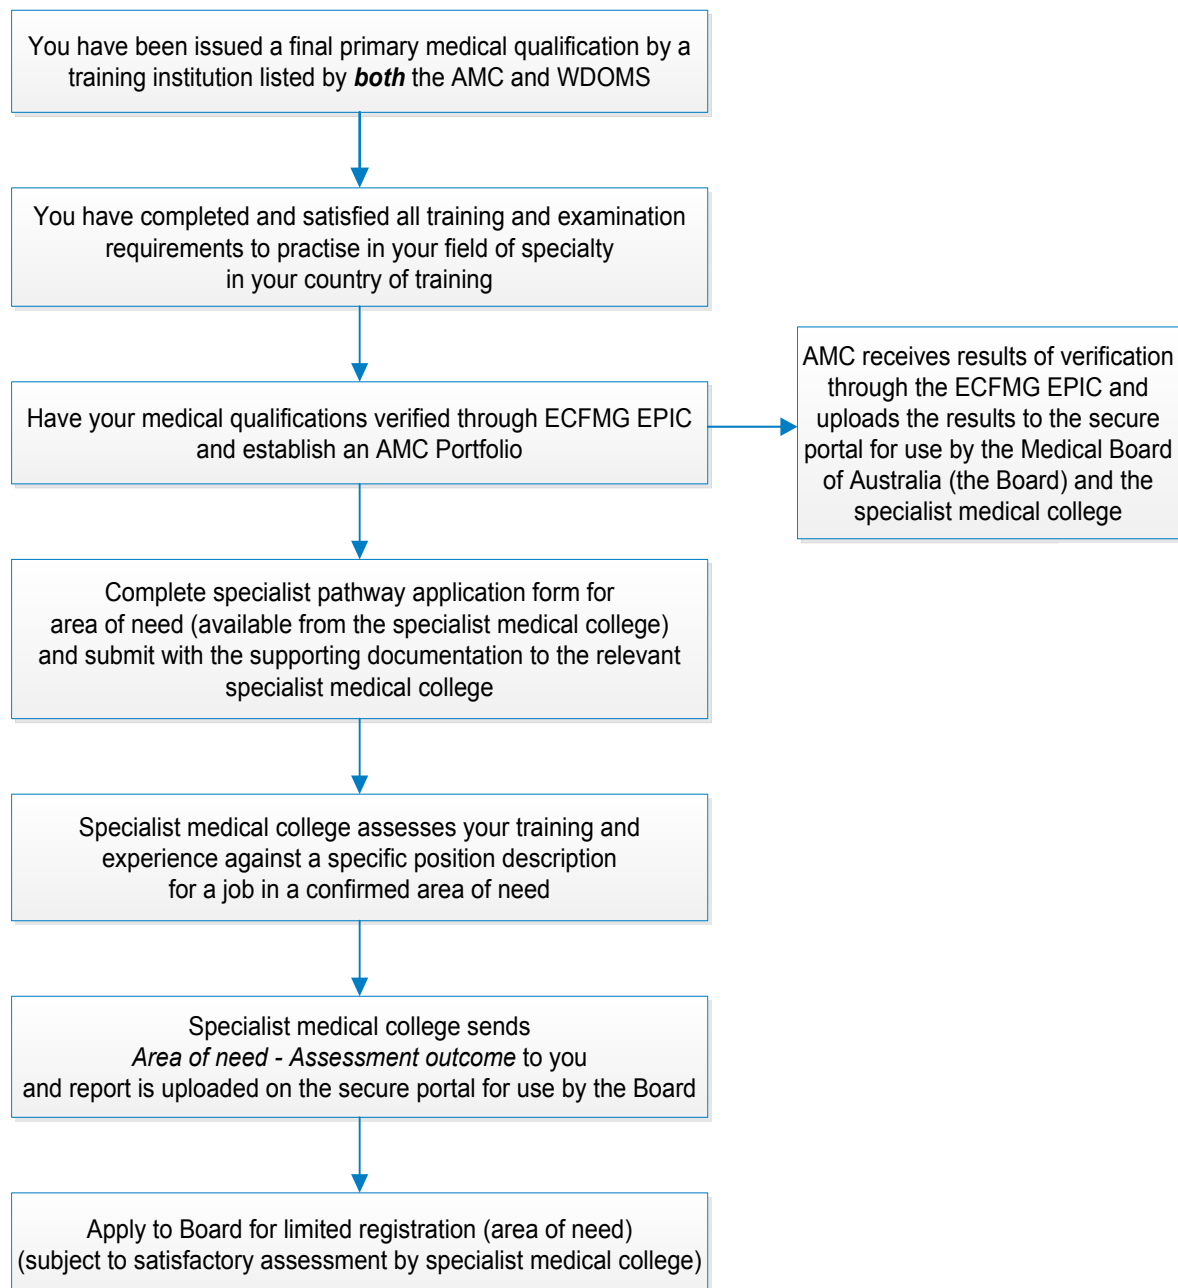 You have been issued a final primary medical qualification by a
training institution listed by both the AMC and WDOMS
You have completed and satisfied all training and examination
requirements to practise in your field of specialty
in your country of training
Have your medical qualifications verified through ECFMG EPIC
and establish an AMC Portfolio
AMC receives results of verification
through the ECFMG EPIC and
uploads the results to the secure
portal for use by the Medical Board
of Australia (the Board) and the
specialist medical college
Complete specialist pathway application form for
area of need (available from the specialist medical college)
and submit with the supporting documentation to the relevant
specialist medical college
Specialist medical college assesses your training and
experience against a specific position description
for a job in a confirmed area of need
Specialist medical college sends
Area of need - Assessment outcome to you
and report is uploaded on the secure portal for use by the Board
Apply to Board for limited registration (area of need)
(subject to satisfactory assessment by specialist medical college)